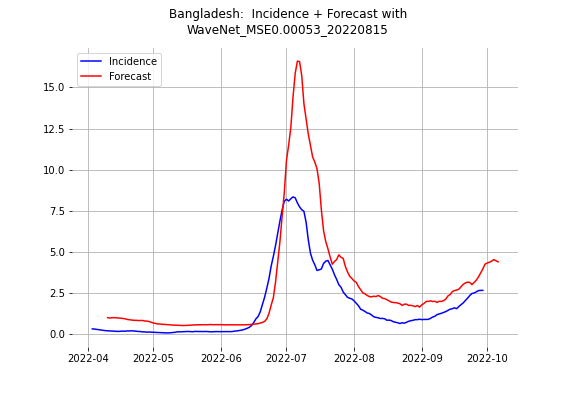 Bangladesh:  Incidence + Forecast with
WaveNet_MSE0.00053_20220815
Incidence
Forecast
15.0
12.5
10.0
7.5
5.0
2.5
0.0
2022-04 2022-05 2022-06 2022-07 2022-08 2022-09 2022-10